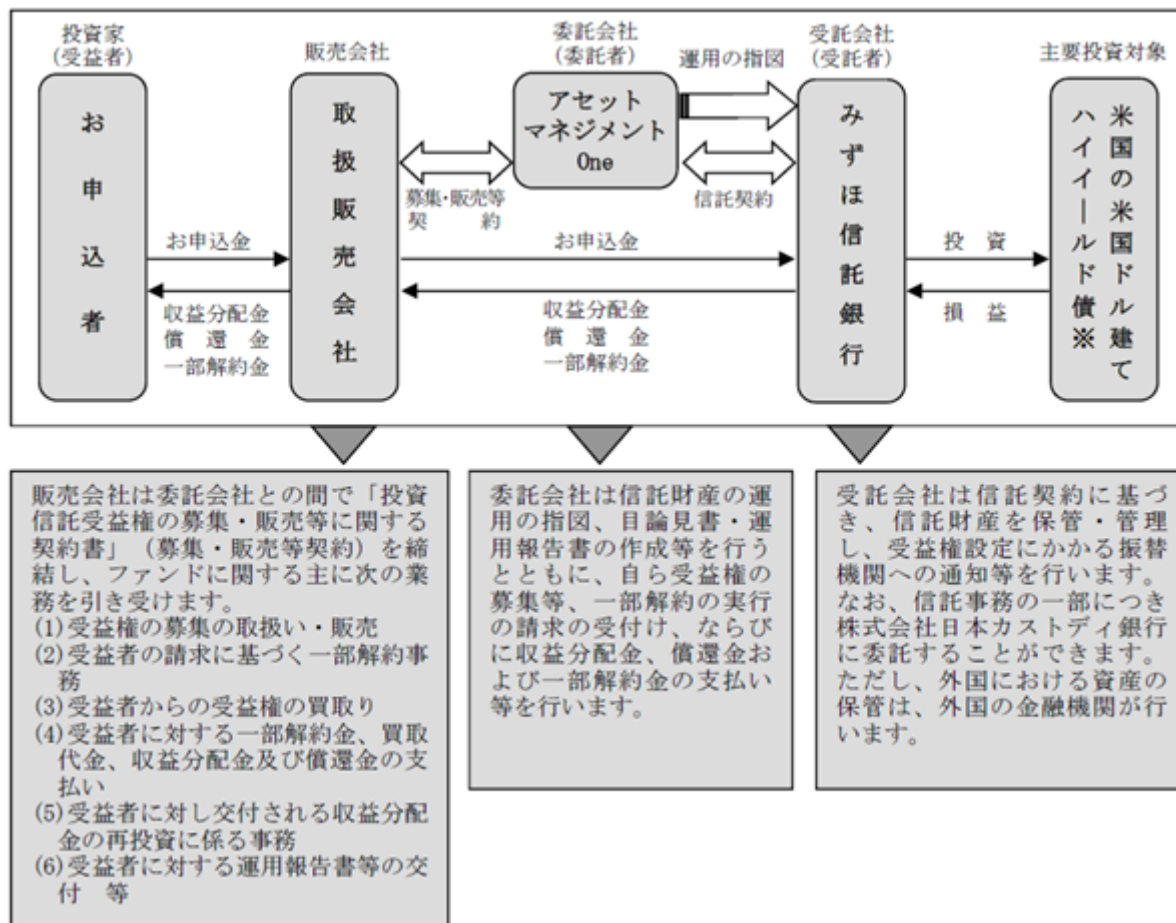 投資家
(受益者)
販売会社
委託会社
(委託者)
運用の指図
受託会社
(受託者)
主要投資対象
お申込者
取扱販売会社
アセット
マネジメント
One
みずほ信託銀行
米国の米国ドル建て
ハイイールド債※
募集・販売等
契　約
信託契約
お申込金
お申込金
投　資
収益分配金
償　還　金
一部解約金
収益分配金
償　還　金
一部解約金
損　益
販売会社は委託会社との間で「投資
信託受益権の募集・販売等に関する
契約書」（募集・販売等契約）を締
結し、ファンドに関する主に次の業
務を引き受けます。
(1)受益権の募集の取扱い・販売
(2)受益者の請求に基づく一部解約事
務
(3)受益者からの受益権の買取り
(4)受益者に対する一部解約金、買取
代金、収益分配金及び償還金の支
払い
(5)受益者に対し交付される収益分配
金の再投資に係る事務
(6)受益者に対する運用報告書等の交
付　等
委託会社は信託財産の運
用の指図、目論見書・運
用報告書の作成等を行う
とともに、自ら受益権の
募集等、一部解約の実行
の請求の受付け、ならび
に収益分配金、償還金お
よび一部解約金の支払い
等を行います。
受託会社は信託契約に基づ
き、信託財産を保管・管理
し、受益権設定にかかる振替
機関への通知等を行います。
なお、信託事務の一部につき
株式会社日本カストディ銀行
に委託することができます。
ただし、外国における資産の
保管は、外国の金融機関が行
います。